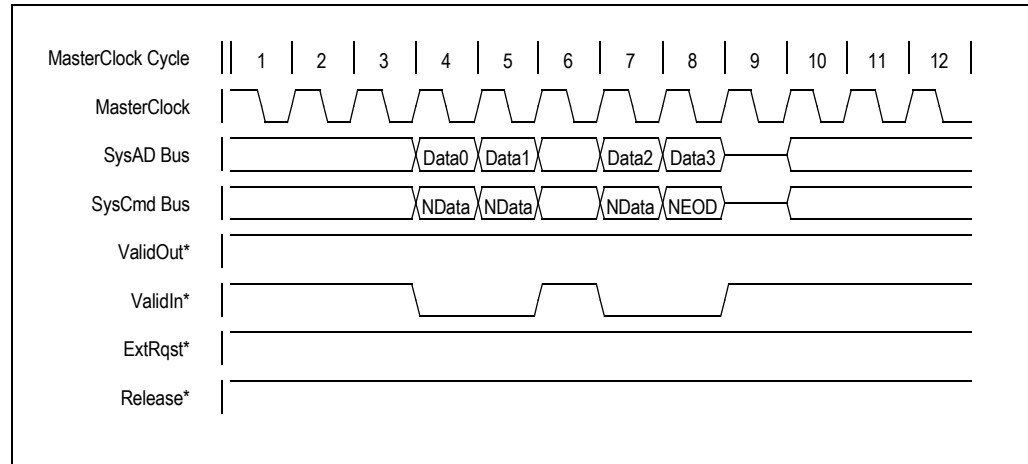 MasterClock Cycle 1 2 3 4 5 6 7 8 9 10 11 12
MasterClock
SysAD Bus Data0 Data1 Data2 Data3
SysCmd Bus NData NData NData NEOD
ValidOut*
ValidIn*
ExtRqst*
Release*